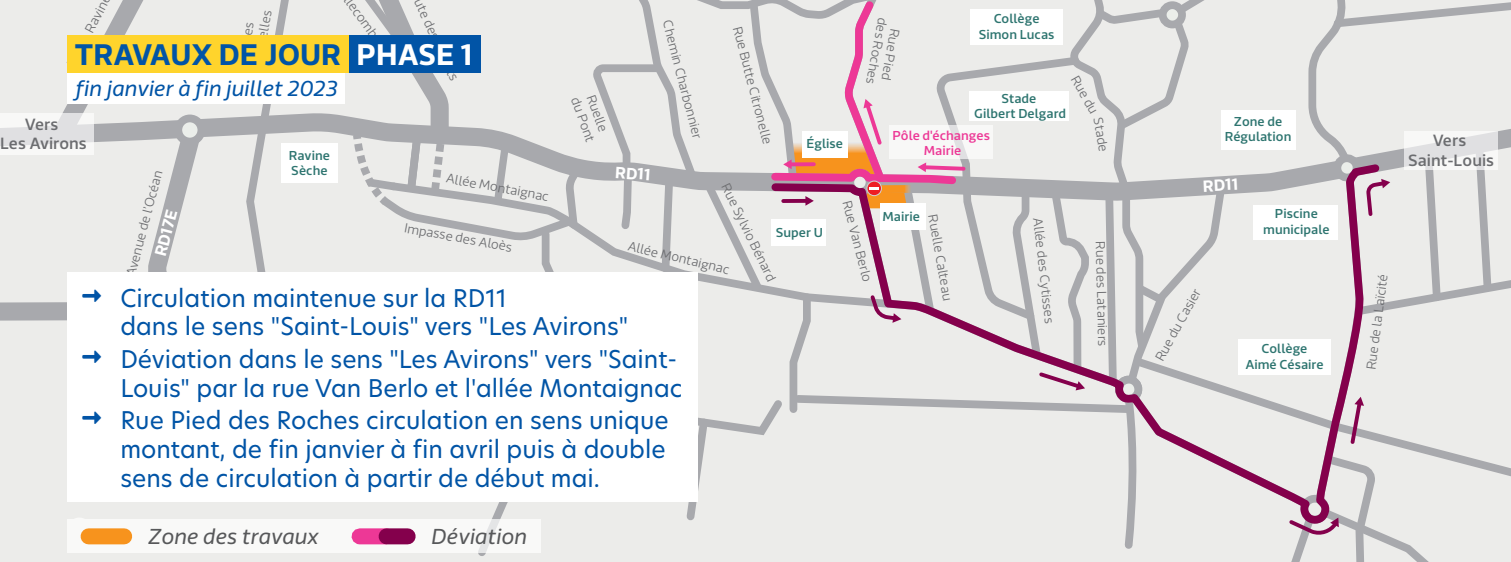 TRAVAUX DE JOUR PHASE 1
fin janvier à fin juillet 2023
Vers
Les Avirons
Ravine
Sèche
Avenue de l'Océan
RD17E
Allée Montaignac
Impasse des Aloès
Allée Montaignac
Ruelle
du Pont
RD11
Chemin Charbonnier
Rue Butte Citronelle
Rue Sylvio Bénard
Église
Super U
Rue Pied
des Roches
Pôle d'échanges
Mairie
Mairie
Rue Van Berlo
Ruelle Calteau
Collège
Simon Lucas
Stade
Gilbert Delgard
Rue du Stade
Allée des Cytisses
Rue des Lataniers
Rue du Casier
RD11
Zone de
Régulation
Vers
Saint-Louis
Piscine
municipale
Collège
Aimé Césaire
Rue de la Laïcité
➔ Circulation maintenue sur la RD11
dans le sens "Saint-Louis" vers "Les Avirons"
➔ Déviation dans le sens "Les Avirons" vers "Saint-
Louis" par la rue Van Berlo et l'allée Montaignac
➔ Rue Pied des Roches circulation en sens unique
montant, de fin janvier à fin avril puis à double
sens de circulation à partir de début mai.
Zone des travaux
Déviation